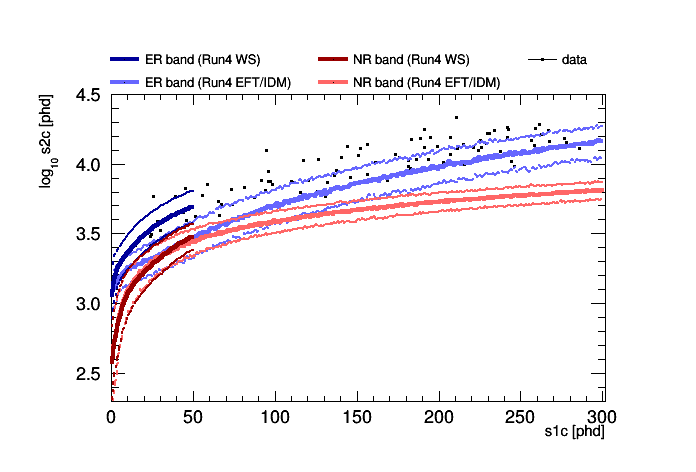 ER band (Run4 WS) NR band (Run4 WS) data
ER band (Run4 EFT/IDM) NR band (Run4 EFT/IDM)
log10 s2c [phd]
4.5
4.0
3.5
3.0
2.5
0 50 100 150 200 250 300
s1c [phd]